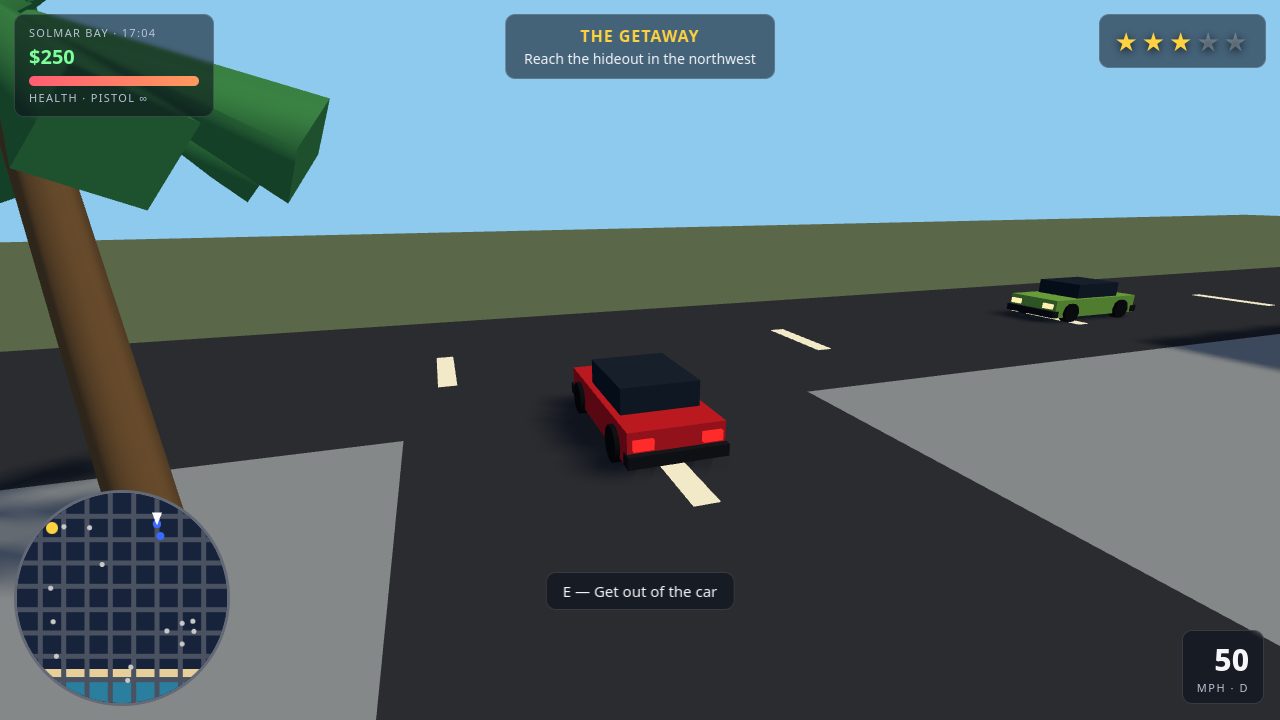 SOLMAR BAY · 17:04
$250
HEALTH · PISTOL ∞
THE GETAWAY
Reach the hideout in the northwest
★★★★★
E — Get out of the car
50
MPH · D